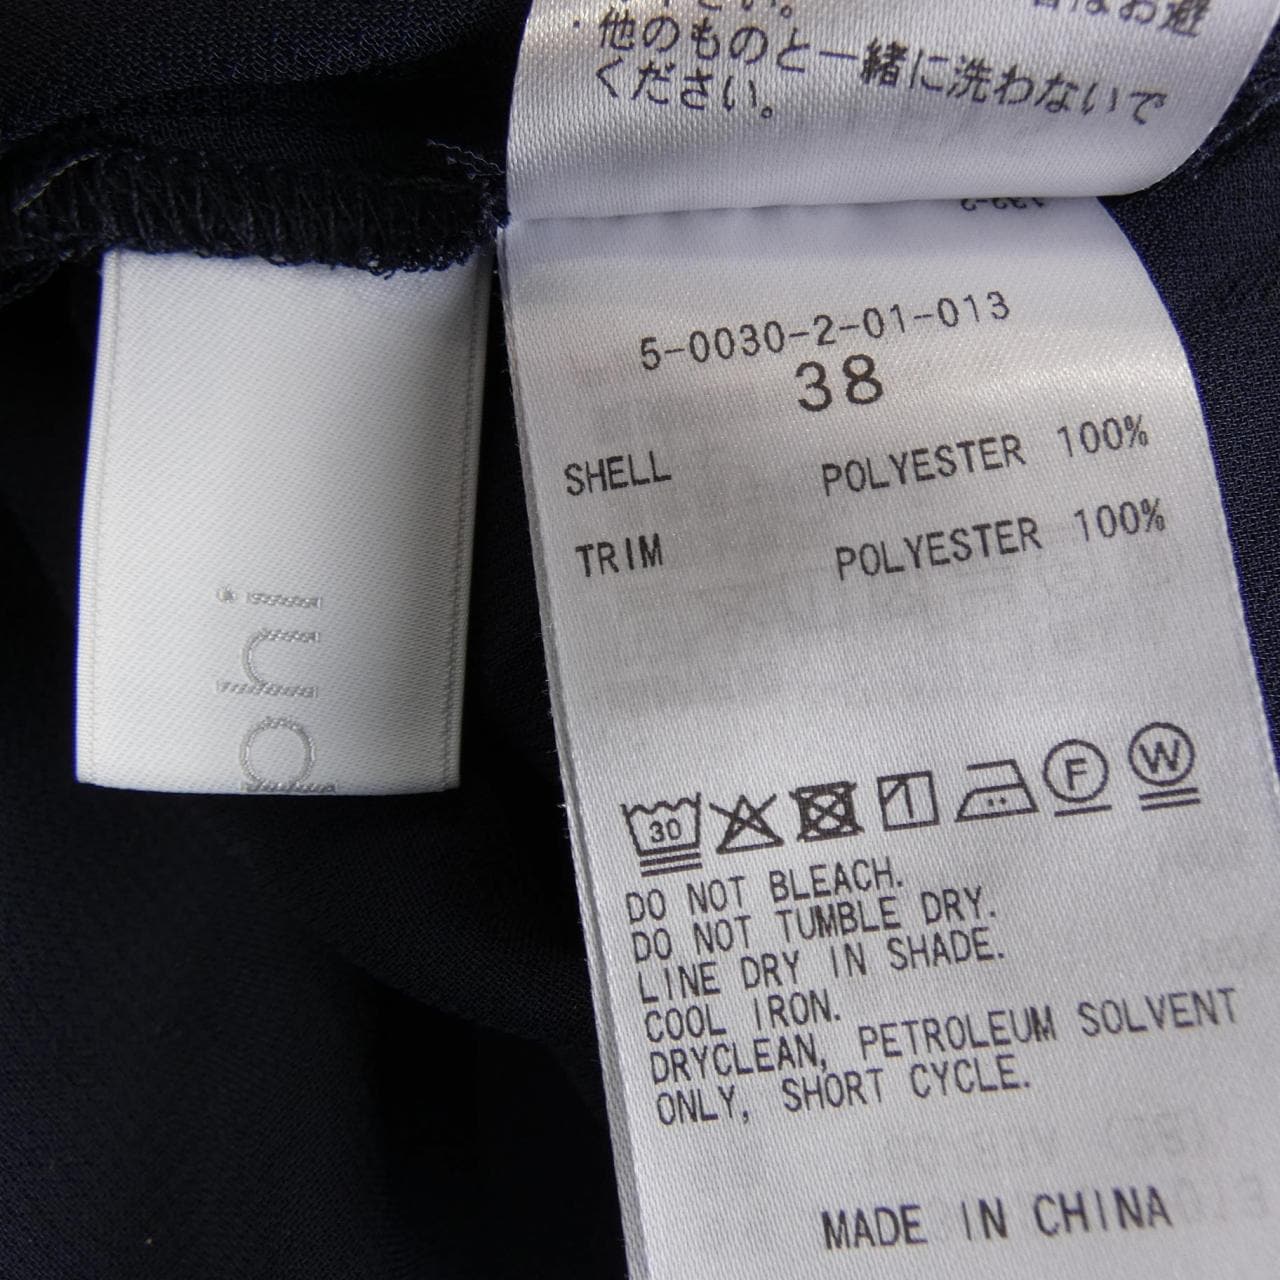 ・他のものと一緒に洗わないで
ください。
5-0030-2-01-013
38
SHELL POLYESTER 100%
TRIM POLYESTER 100%
30 F W
DO NOT BLEACH.
DO NOT TUMBLE DRY.
LINE DRY IN SHADE.
COOL IRON.
DRYCLEAN, PETROLEUM SOLVENT
ONLY, SHORT CYCLE.
MADE IN CHINA